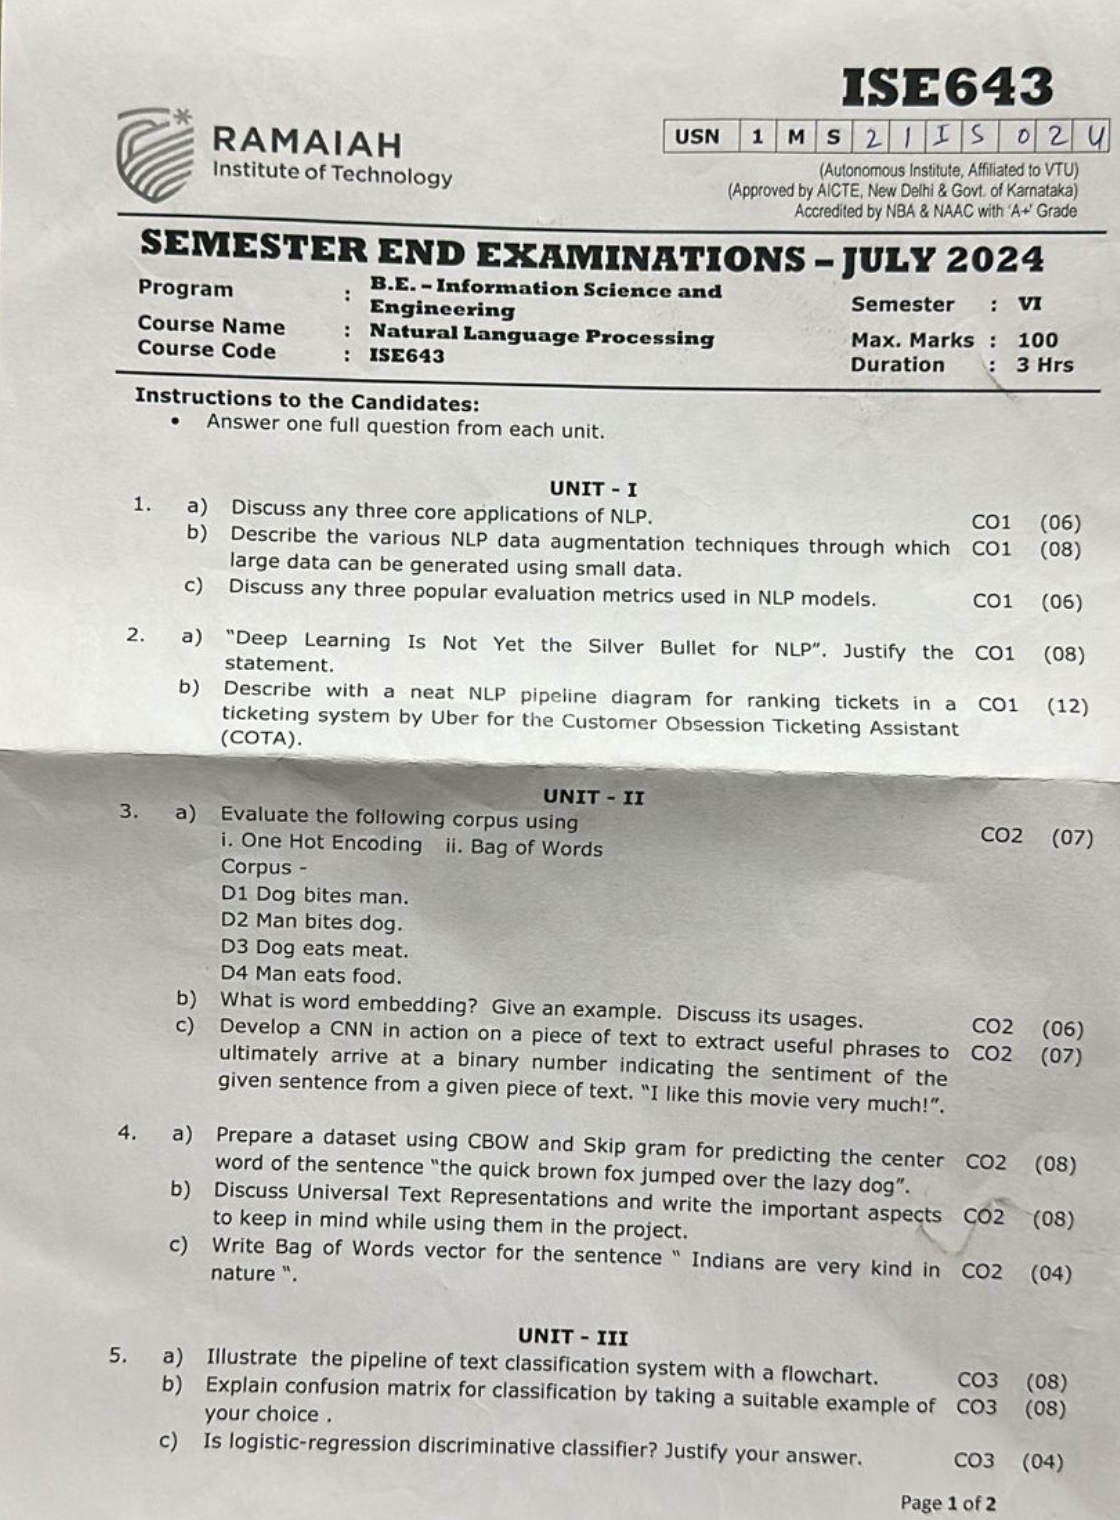 ISE643
RAMAIAH
Institute of Technology
USN 1 M S 2 1 I S 0 2 4
(Autonomous Institute, Affiliated to VTU)
(Approved by AICTE, New Delhi & Govt. of Karnataka)
Accredited by NBA & NAAC with 'A+' Grade
SEMESTER END EXAMINATIONS – JULY 2024
Program : B.E. – Information Science and Engineering Semester : VI
Course Name : Natural Language Processing Max. Marks : 100
Course Code : ISE643 Duration : 3 Hrs
Instructions to the Candidates:
• Answer one full question from each unit.
UNIT - I
1. a) Discuss any three core applications of NLP. CO1 (06)
b) Describe the various NLP data augmentation techniques through which CO1 (08)
large data can be generated using small data.
c) Discuss any three popular evaluation metrics used in NLP models. CO1 (06)
2. a) "Deep Learning Is Not Yet the Silver Bullet for NLP". Justify the CO1 (08)
statement.
b) Describe with a neat NLP pipeline diagram for ranking tickets in a CO1 (12)
ticketing system by Uber for the Customer Obsession Ticketing Assistant
(COTA).
UNIT - II
3. a) Evaluate the following corpus using CO2 (07)
i. One Hot Encoding ii. Bag of Words
Corpus -
D1 Dog bites man.
D2 Man bites dog.
D3 Dog eats meat.
D4 Man eats food.
b) What is word embedding? Give an example. Discuss its usages. CO2 (06)
c) Develop a CNN in action on a piece of text to extract useful phrases to CO2 (07)
ultimately arrive at a binary number indicating the sentiment of the
given sentence from a given piece of text. "I like this movie very much!".
4. a) Prepare a dataset using CBOW and Skip gram for predicting the center CO2 (08)
word of the sentence "the quick brown fox jumped over the lazy dog".
b) Discuss Universal Text Representations and write the important aspects CO2 (08)
to keep in mind while using them in the project.
c) Write Bag of Words vector for the sentence " Indians are very kind in CO2 (04)
nature ".
UNIT - III
5. a) Illustrate the pipeline of text classification system with a flowchart. CO3 (08)
b) Explain confusion matrix for classification by taking a suitable example of CO3 (08)
your choice .
c) Is logistic-regression discriminative classifier? Justify your answer. CO3 (04)
Page 1 of 2